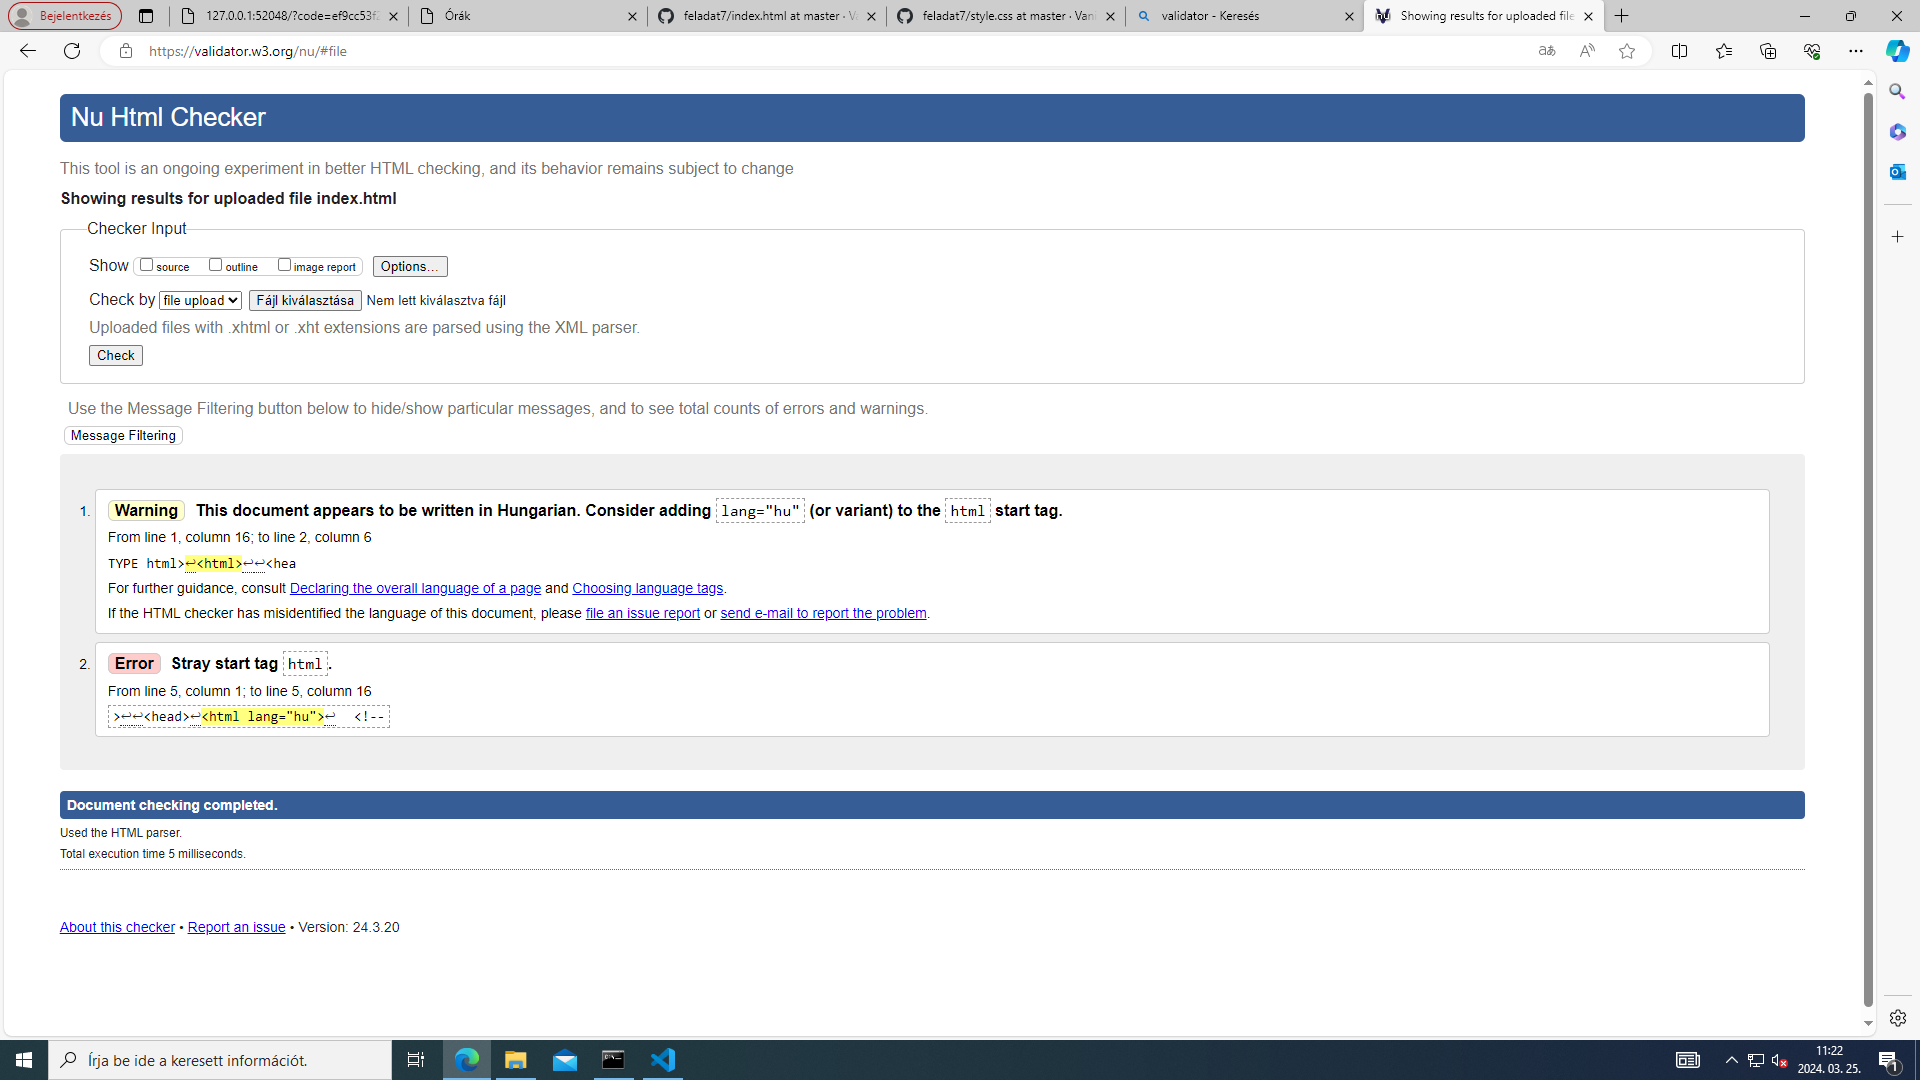 Bejelentkezés
127.0.0.1:52048/?code=ef9cc53f
Órák
feladat7/index.html at master · Va
feladat7/style.css at master · Van
validator - Keresés
Showing results for uploaded file
https://validator.w3.org/nu/#file
Nu Html Checker
This tool is an ongoing experiment in better HTML checking, and its behavior remains subject to change
Showing results for uploaded file index.html
Checker Input
Show source outline image report Options...
Check by file upload Fájl kiválasztása Nem lett kiválasztva fájl
Uploaded files with .xhtml or .xht extensions are parsed using the XML parser.
Check
Use the Message Filtering button below to hide/show particular messages, and to see total counts of errors and warnings.
Message Filtering
1. Warning This document appears to be written in Hungarian. Consider adding lang="hu" (or variant) to the html start tag.
From line 1, column 16; to line 2, column 6
TYPE html>↩<html>↩↩<hea
For further guidance, consult Declaring the overall language of a page and Choosing language tags.
If the HTML checker has misidentified the language of this document, please file an issue report or send e-mail to report the problem.
2. Error Stray start tag html.
From line 5, column 1; to line 5, column 16
>↩↩<head>↩<html lang="hu">↩ <!--
Document checking completed.
Used the HTML parser.
Total execution time 5 milliseconds.
About this checker • Report an issue • Version: 24.3.20
Írja be ide a keresett információt.
11:22
2024. 03. 25.
1